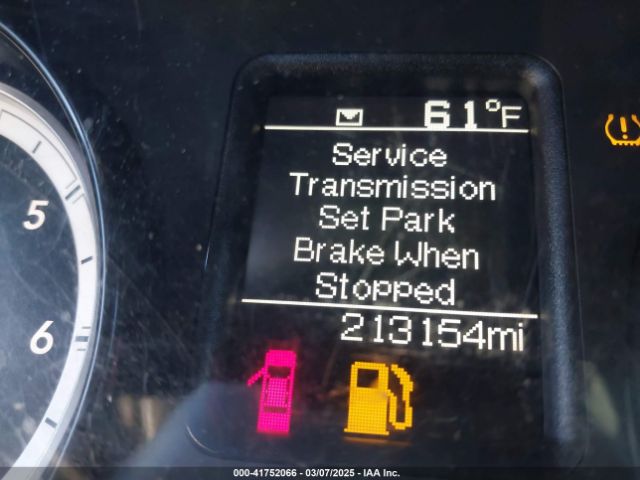 61°F
Service
Transmission
Set Park
Brake When
Stopped
213154mi
5
6
000-41752066 - 03/07/2025 - IAA Inc.